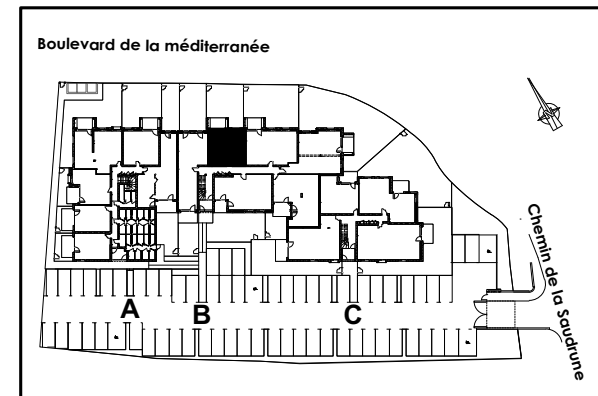 Boulevard de la méditerranée
Chemin de la Saudrune
A B C